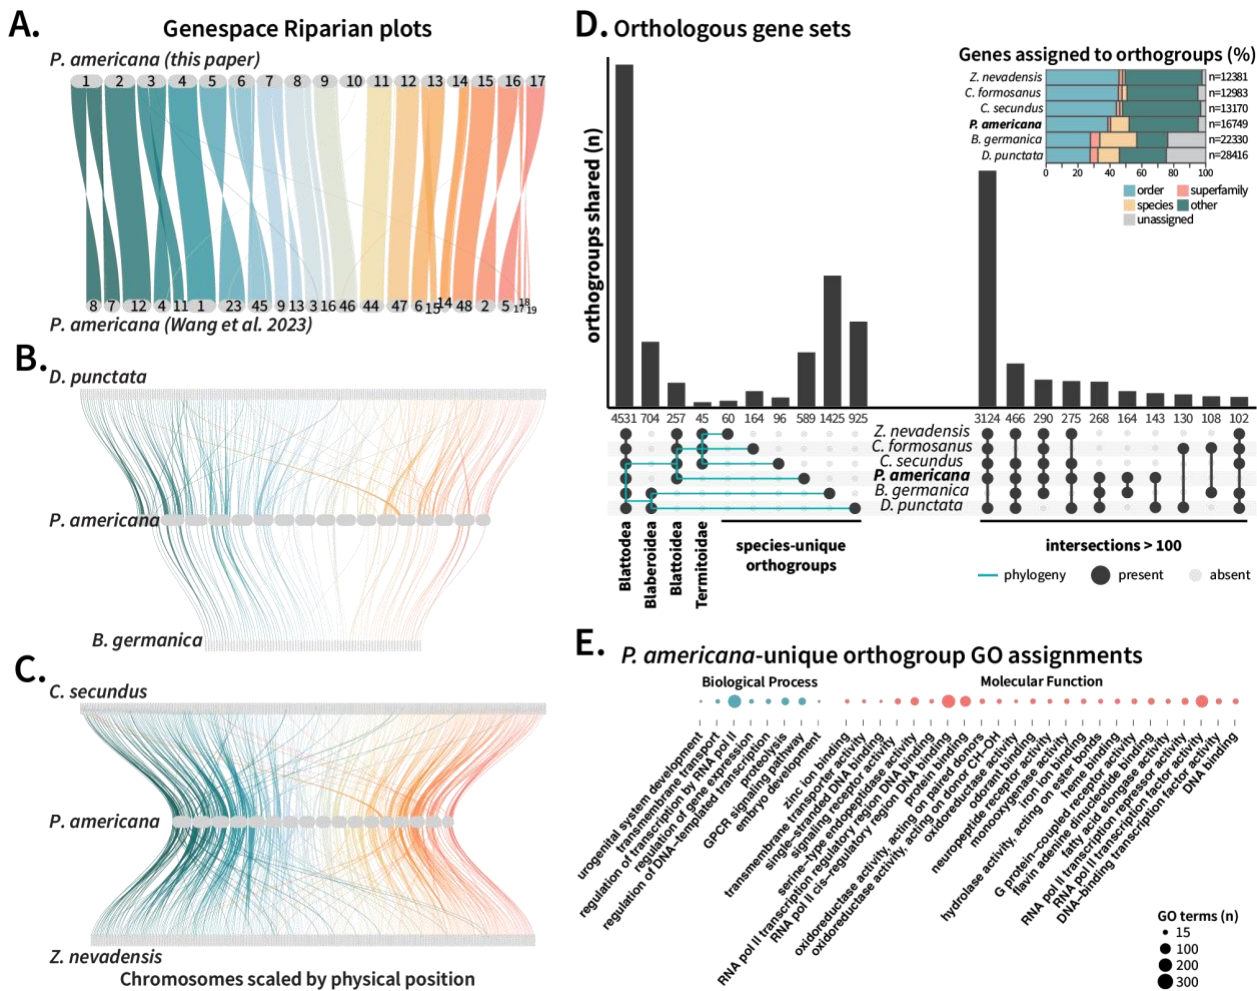 A.
Genespace Riparian plots
P. americana (this paper)
1 2 3 4 5 6 7 8 9 10 11 12 13 14 15 16 17
8 7 12 4 11 1 23 45 9 13 3 16 46 44 47 6 15 14 48 2 5 17 18 19
P. americana (Wang et al. 2023)
B.
D. punctata
P. americana
B. germanica
C.
C. secundus
P. americana
Z. nevadensis
Chromosomes scaled by physical position
D. Orthologous gene sets
Genes assigned to orthogroups (%)
Z. nevadensis n=12381
C. formosanus n=12983
C. secundus n=13170
P. americana n=16749
B. germanica n=22330
D. punctata n=28416
0 20 40 60 80 100
order superfamily
species other
unassigned
orthogroups shared (n)
4531 704 257 45 60 164 96 589 1425 925 3124 466 290 275 268 164 143 130 108 102
Z. nevadensis
C. formosanus
C. secundus
P. americana
B. germanica
D. punctata
Blattodea
Blaberoidea
Blattoidea
Termitoidae
species-unique
orthogroups
intersections > 100
phylogeny present absent
E. P. americana-unique orthogroup GO assignments
Biological Process Molecular Function
urogenital system development
transmembrane transport
regulation of transcription by RNA pol II
regulation of gene expression
regulation of DNA-templated transcription
proteolysis
GPCR signaling pathway
embryo development
zinc ion binding
transmembrane transporter activity
single-stranded DNA binding
signaling receptor activity
serine-type endopeptidase activity
RNA pol II transcription regulatory region DNA binding
RNA pol II cis-regulatory region DNA binding
protein binding
oxidoreductase activity, acting on paired donors
oxidoreductase activity, acting on donor CH-OH
oxidoreductase activity
odorant binding
neuropeptide receptor activity
monooxygenase activity
iron ion binding
hydrolase activity, acting on ester bonds
heme binding
G protein-coupled receptor activity
flavin adenine dinucleotide binding
fatty acid elongase activity
RNA pol II transcription repressor activity
RNA pol II transcription factor activity
DNA-binding transcription factor activity
DNA binding
GO terms (n)
15
100
200
300